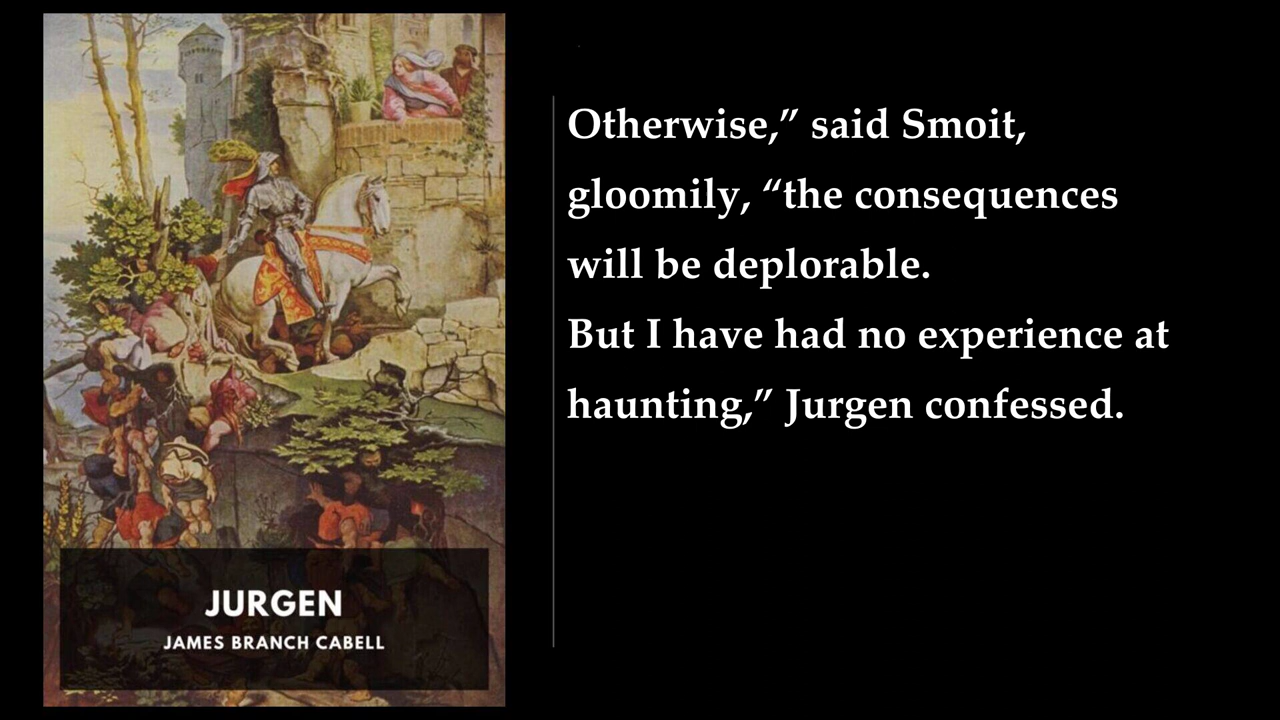 Otherwise,” said Smoit,
gloomily, “the consequences
will be deplorable.
But I have had no experience at
haunting,” Jurgen confessed.
JURGEN
JAMES BRANCH CABELL